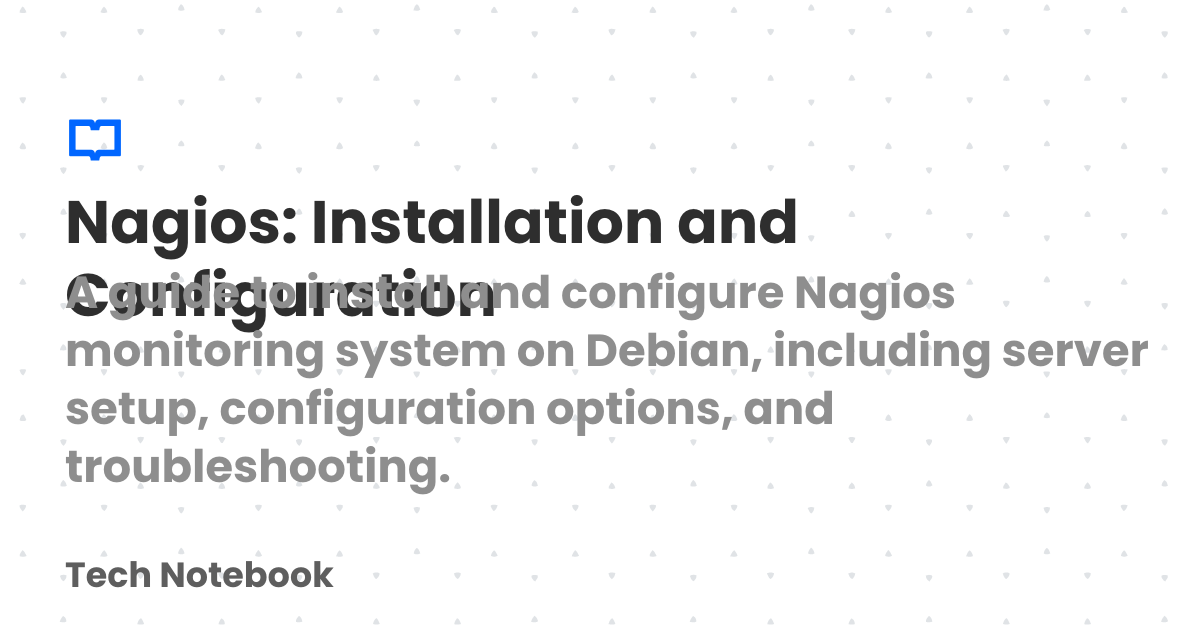 Nagios: Installation and
Configuration
A guide to install and configure Nagios
monitoring system on Debian, including server
setup, configuration options, and
troubleshooting.
Tech Notebook